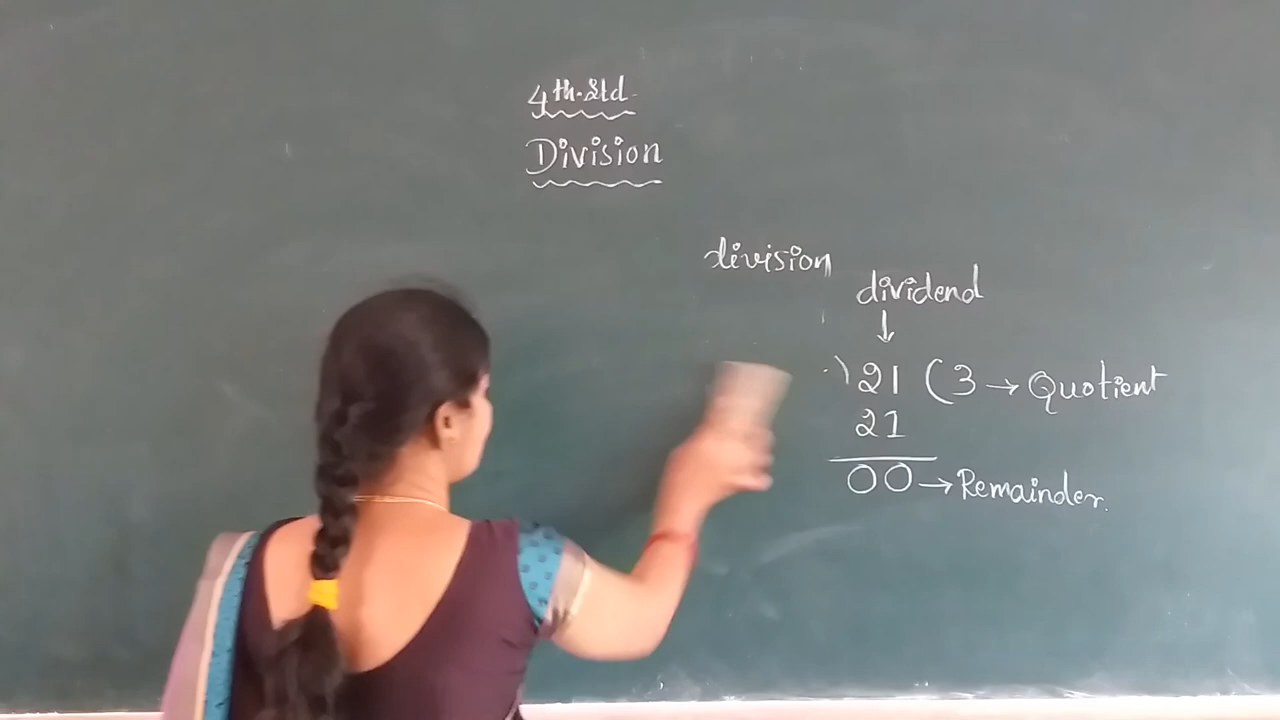 4th.Std.
Division
division
dividend
↓
) 21 ( 3 → Quotient
21
00 → Remainder.